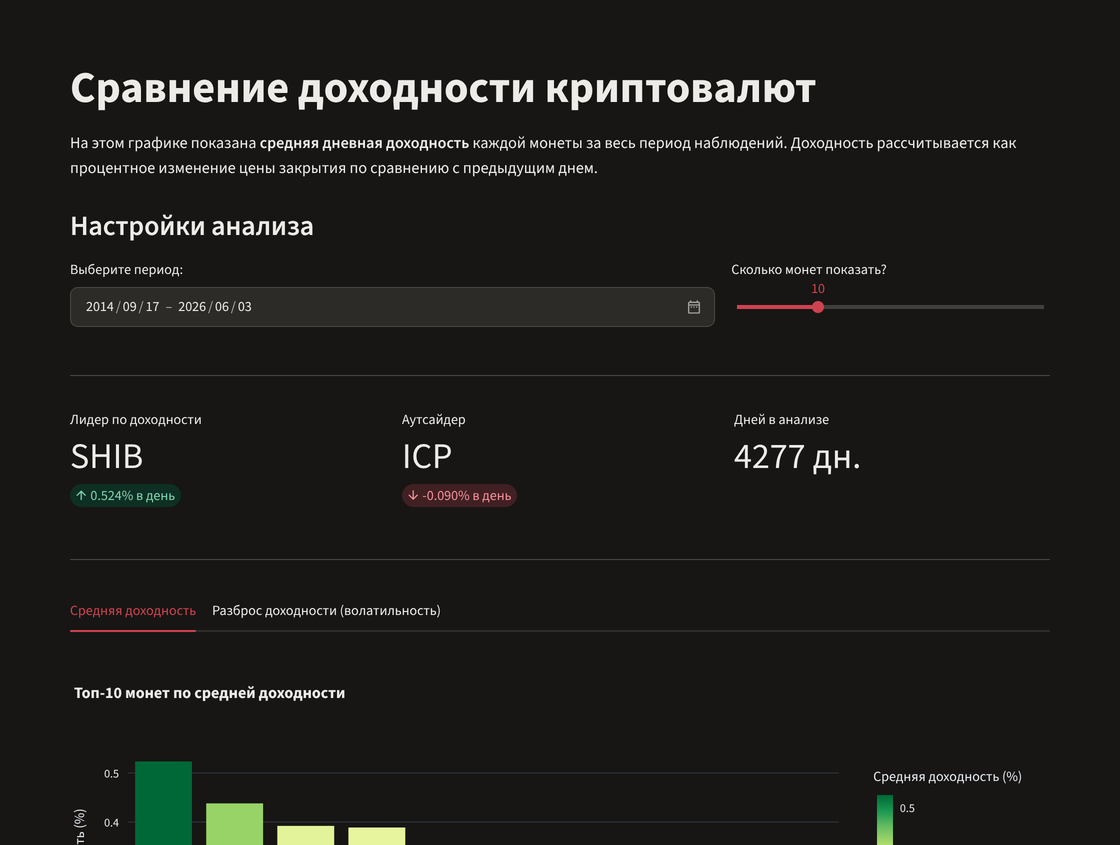 Сравнение доходности криптовалют
На этом графике показана средняя дневная доходность каждой монеты за весь период наблюдений. Доходность рассчитывается как
процентное изменение цены закрытия по сравнению с предыдущим днем.
Настройки анализа
Выберите период:
Сколько монет показать?
10
2014/09/17 – 2026/06/03
Лидер по доходности
Аутсайдер
Дней в анализе
SHIB
ICP
4277 дн.
↑ 0.524% в день
↓ -0.090% в день
Средняя доходность
Разброс доходности (волатильность)
Топ-10 монет по средней доходности
Средняя доходность (%)
0.5
0.5
0.4